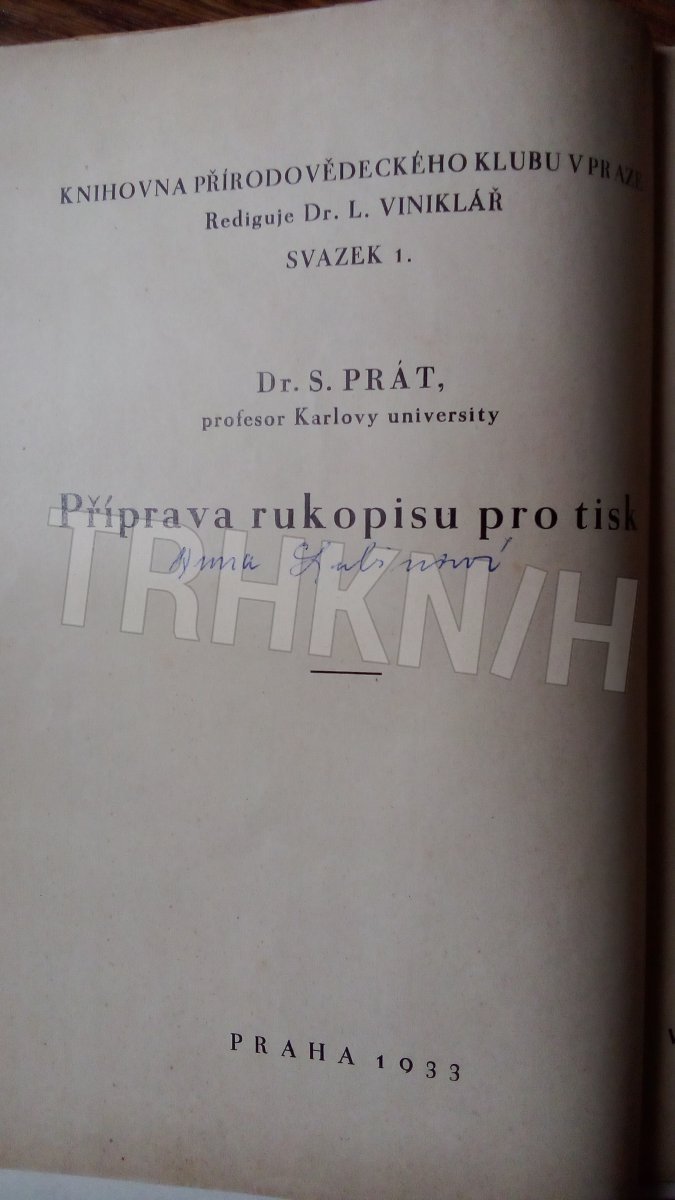 KNIHOVNA PŘÍRODOVĚDECKÉHO KLUBU V PRAZE
Rediguje Dr. L. VINIKLÁŘ
SVAZEK 1.
Dr. S. PRÁT,
profesor Karlovy university
Příprava rukopisu pro tisk
Anna
TRHKNIH
PRAHA 1933